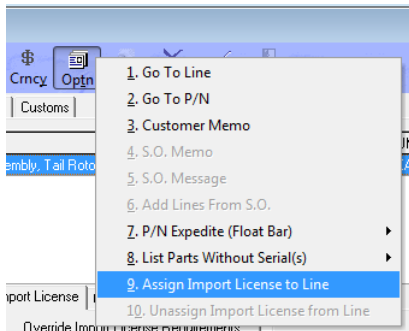 $
Crncy Optn
Customs
1. Go To Line
2. Go To P/N
3. Customer Memo
embly, Tail Roto
4. S.O. Memo
5. S.O. Message
6. Add Lines From S.O.
7. P/N Expedite (Float Bar)
8. List Parts Without Serial(s)
9. Assign Import License to Line
nport License
10. Unassign Import License from Line
Override Import License Requirements